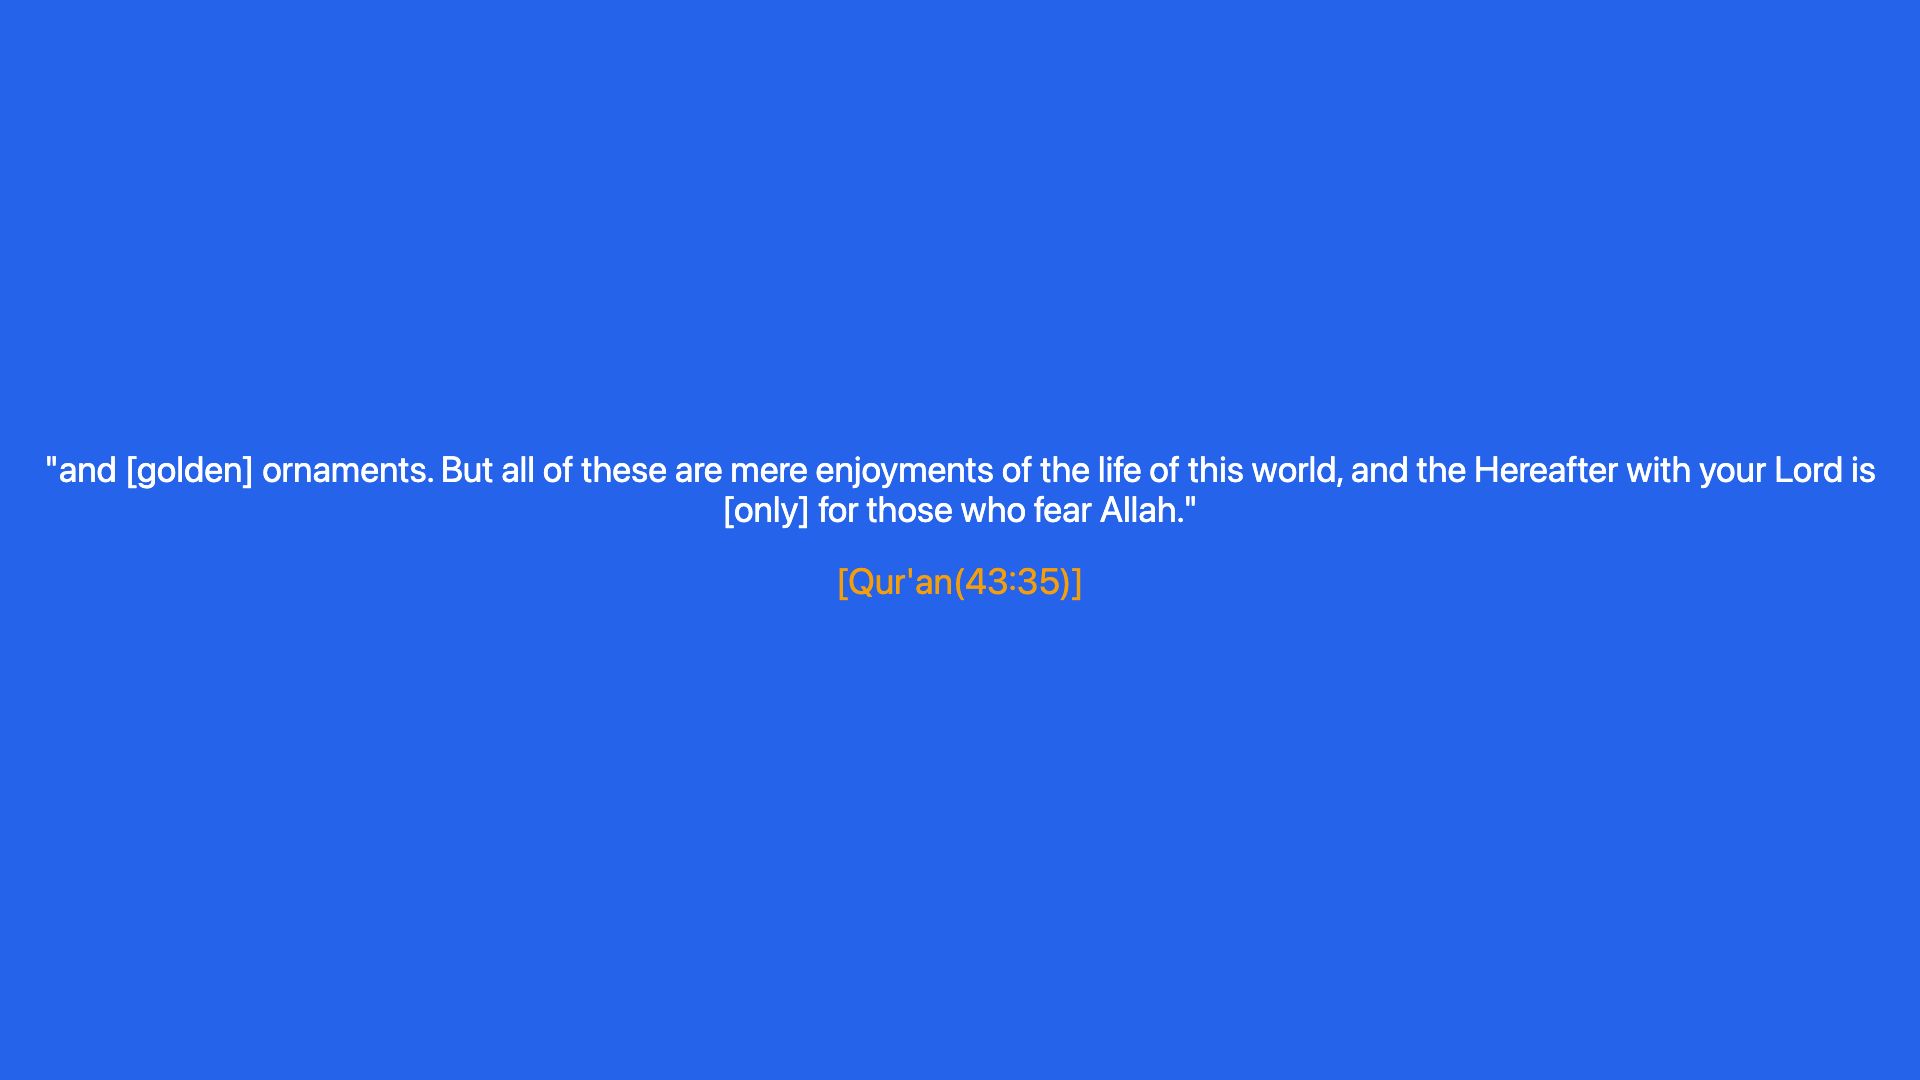 "and [golden] ornaments. But all of these are mere enjoyments of the life of this world, and the Hereafter with your Lord is
[only] for those who fear Allah."
[Qur'an(43:35)]